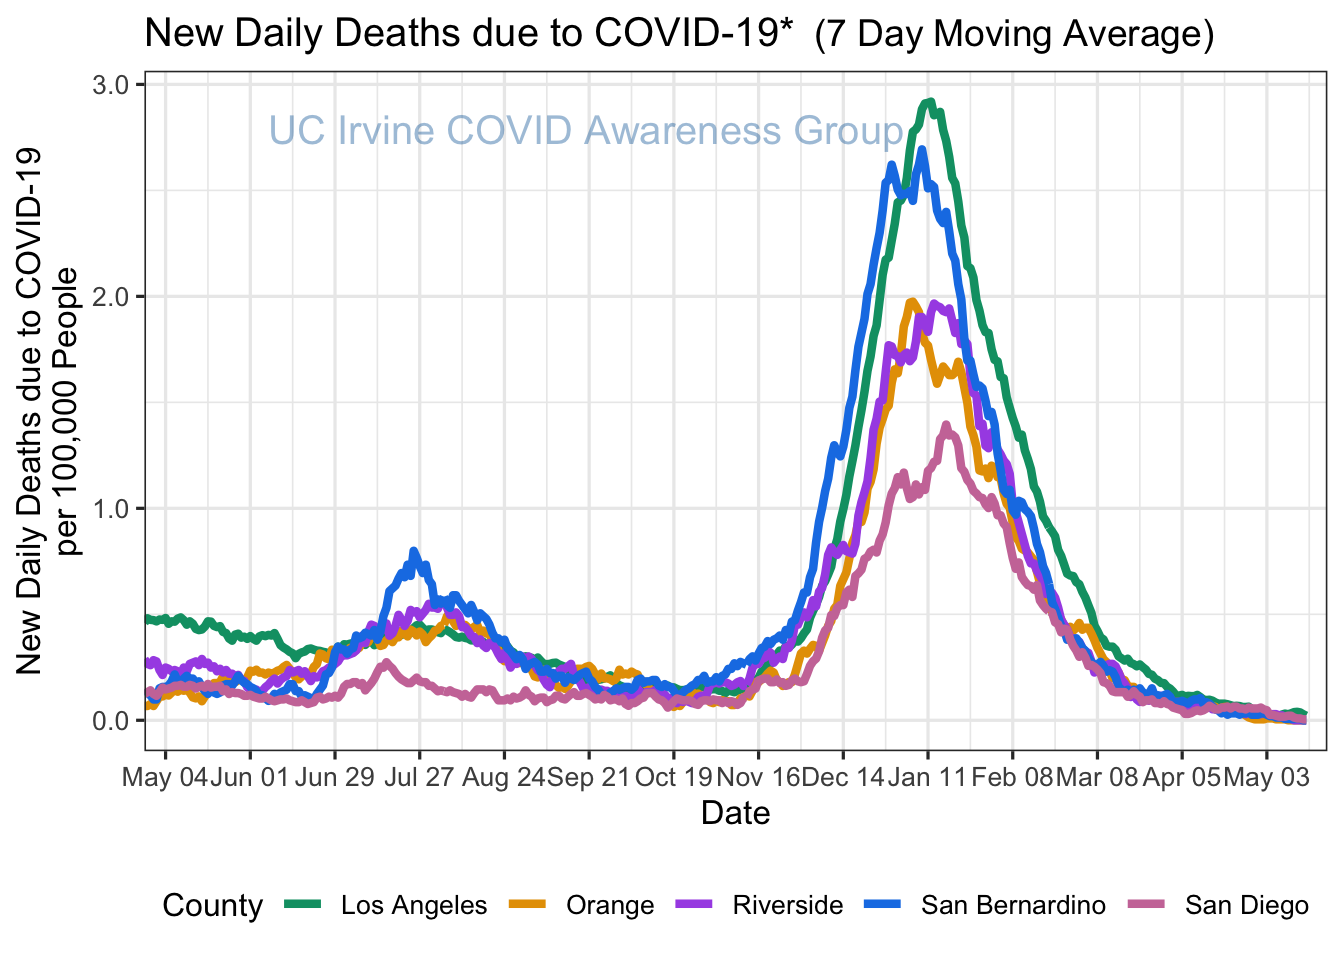 New Daily Deaths due to COVID-19* (7 Day Moving Average)
UC Irvine COVID Awareness Group
New Daily Deaths due to COVID-19
per 100,000 People
3.0
2.0
1.0
0.0
May 04 Jun 01 Jun 29 Jul 27 Aug 24 Sep 21 Oct 19 Nov 16 Dec 14 Jan 11 Feb 08 Mar 08 Apr 05 May 03
Date
County Los Angeles Orange Riverside San Bernardino San Diego